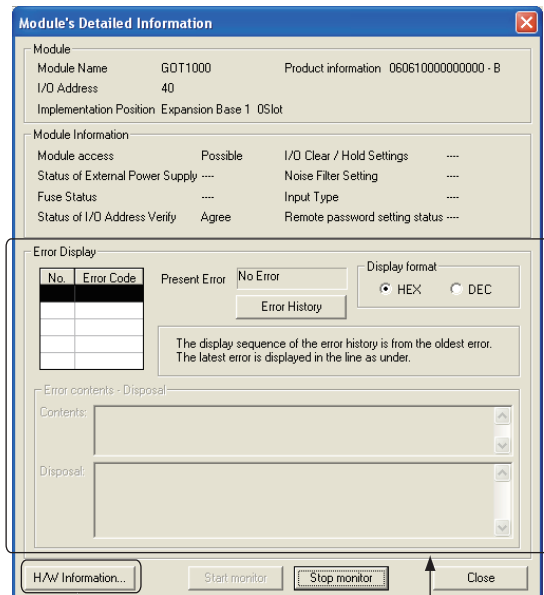 Module's Detailed Information
Module
Module Name GOT1000 Product information 060610000000000 - B
I/O Address 40
Implementation Position Expansion Base 1 0Slot
Module Information
Module access Possible I/O Clear / Hold Settings ----
Status of External Power Supply ---- Noise Filter Setting ----
Fuse Status ---- Input Type ----
Status of I/O Address Verify Agree Remote password setting status ----
Error Display
No. Error Code
Present Error No Error
Display format
HEX DEC
Error History
The display sequence of the error history is from the oldest error.
The latest error is displayed in the line as under.
Error contents - Disposal
Contents:
Disposal:
H/W Information... Start monitor Stop monitor Close